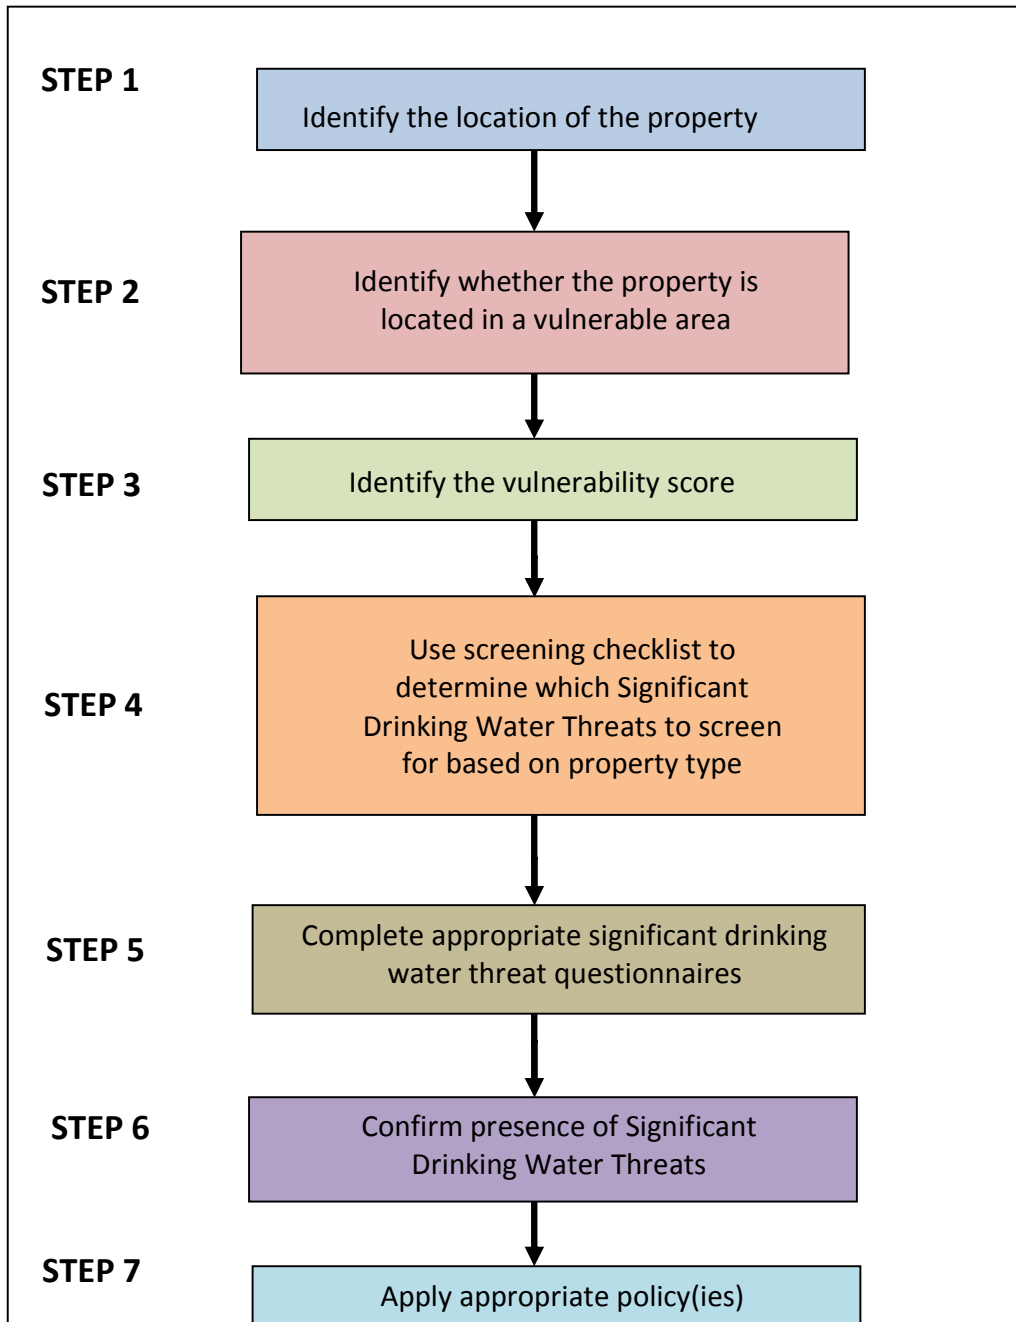 STEP 1
Identify the location of the property
STEP 2
Identify whether the property is
located in a vulnerable area
STEP 3
Identify the vulnerability score
STEP 4
Use screening checklist to
determine which Significant
Drinking Water Threats to screen
for based on property type
STEP 5
Complete appropriate significant drinking
water threat questionnaires
STEP 6
Confirm presence of Significant
Drinking Water Threats
STEP 7
Apply appropriate policy(ies)